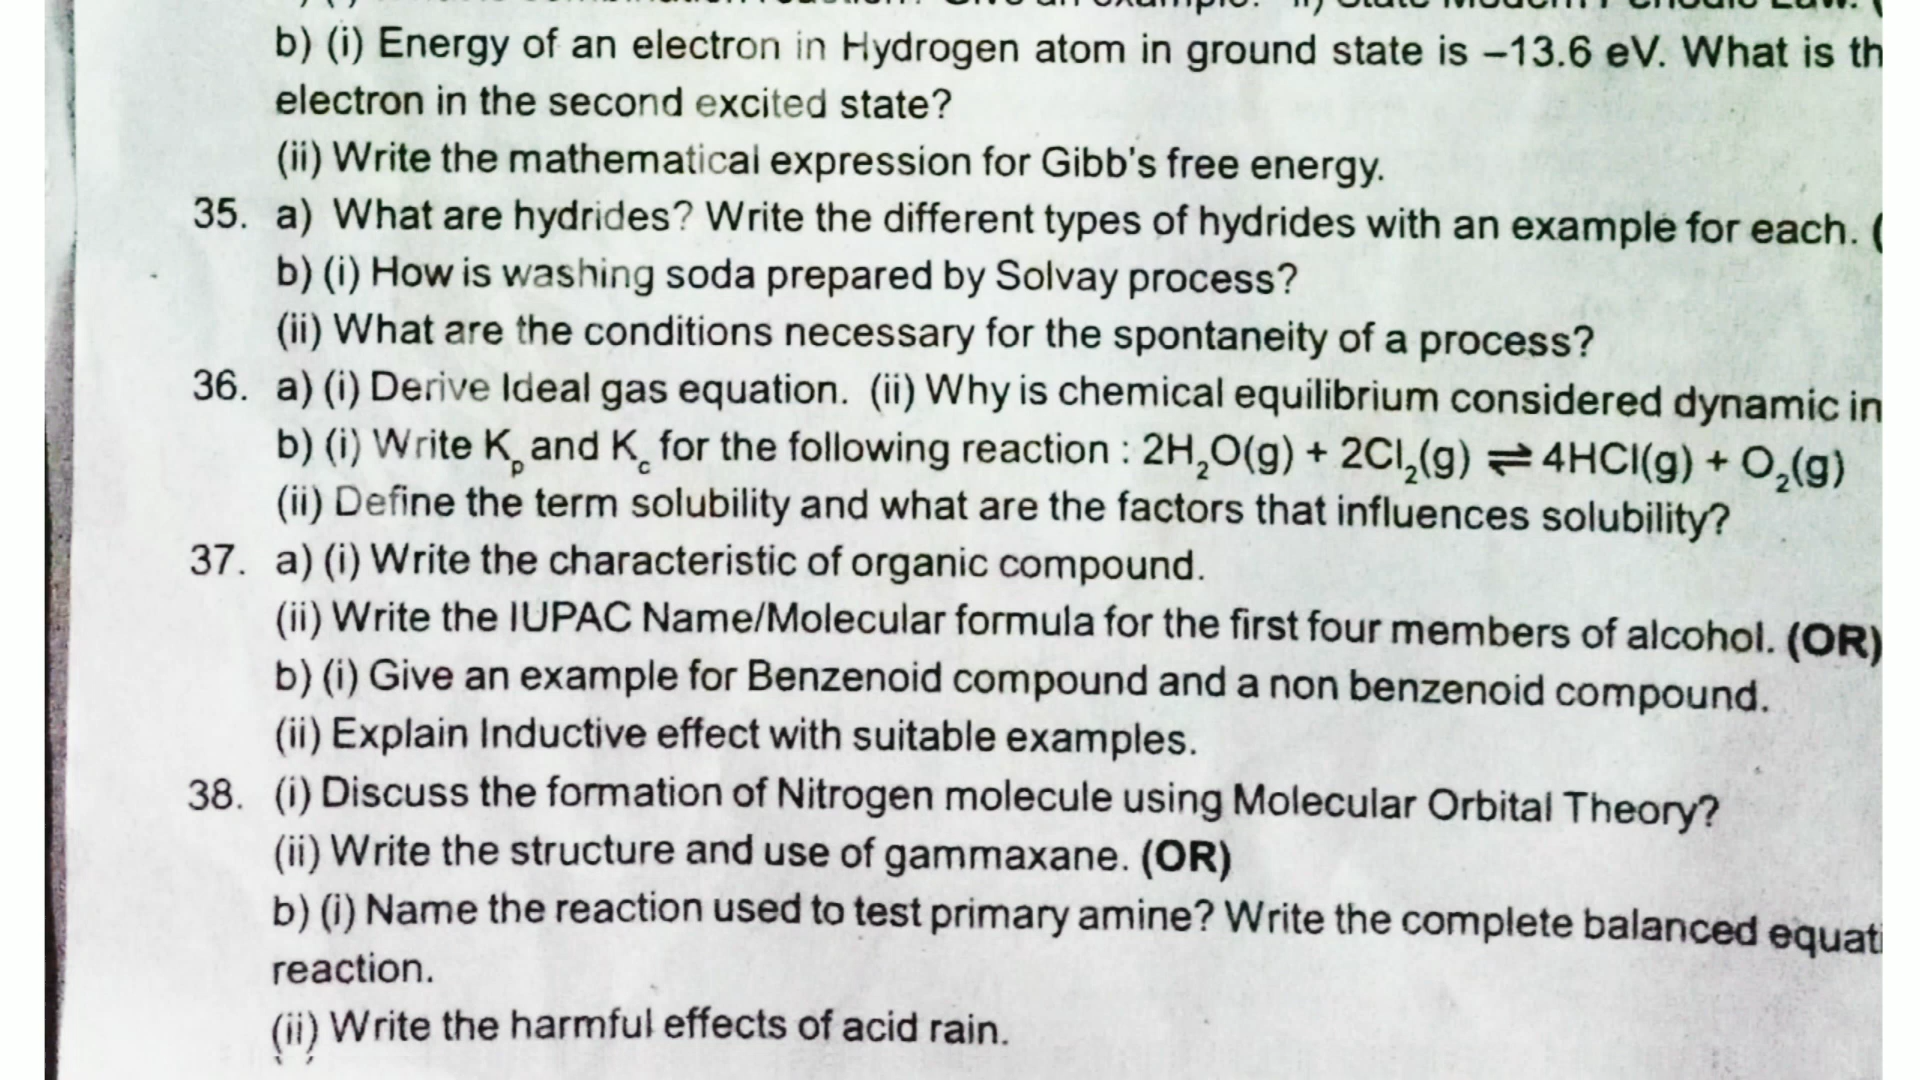 b) (i) Energy of an electron in Hydrogen atom in ground state is –13.6 eV. What is th
electron in the second excited state?
(ii) Write the mathematical expression for Gibb's free energy.
35. a) What are hydrides? Write the different types of hydrides with an example for each. (
b) (i) How is washing soda prepared by Solvay process?
(ii) What are the conditions necessary for the spontaneity of a process?
36. a) (i) Derive Ideal gas equation. (ii) Why is chemical equilibrium considered dynamic in
b) (i) Write Kₚ and K꜀ for the following reaction : 2H₂O(g) + 2Cl₂(g) ⇌ 4HCl(g) + O₂(g)
(ii) Define the term solubility and what are the factors that influences solubility?
37. a) (i) Write the characteristic of organic compound.
(ii) Write the IUPAC Name/Molecular formula for the first four members of alcohol. (OR)
b) (i) Give an example for Benzenoid compound and a non benzenoid compound.
(ii) Explain Inductive effect with suitable examples.
38. (i) Discuss the formation of Nitrogen molecule using Molecular Orbital Theory?
(ii) Write the structure and use of gammaxane. (OR)
b) (i) Name the reaction used to test primary amine? Write the complete balanced equati
reaction.
(ii) Write the harmful effects of acid rain.